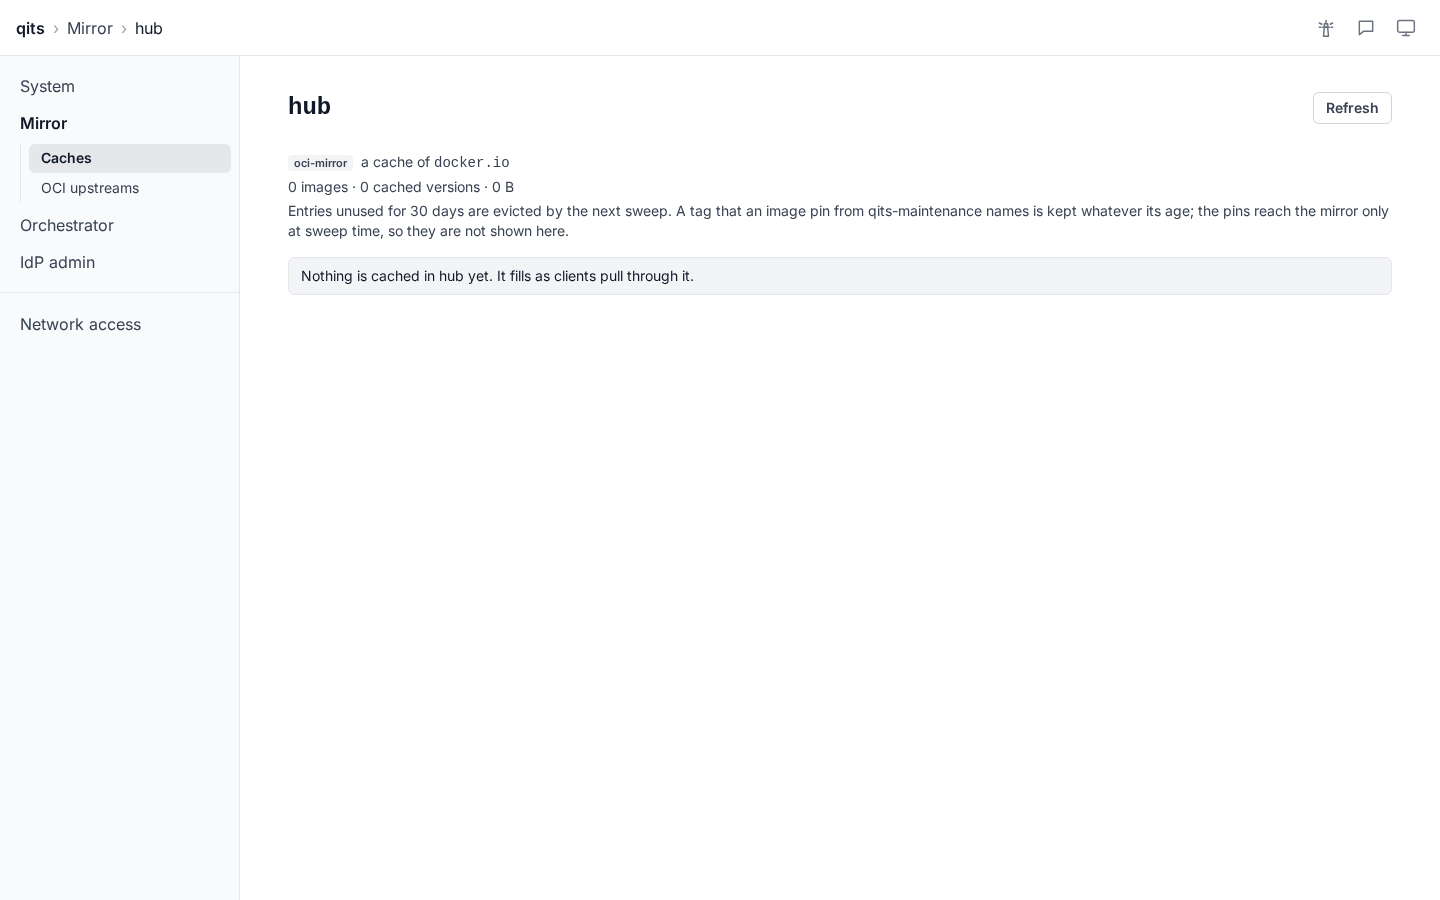 qits › Mirror › hub
System
Mirror
Caches
OCI upstreams
Orchestrator
IdP admin
Network access
hub
Refresh
oci-mirror a cache of docker.io
0 images · 0 cached versions · 0 B
Entries unused for 30 days are evicted by the next sweep. A tag that an image pin from qits-maintenance names is kept whatever its age; the pins reach the mirror only
at sweep time, so they are not shown here.
Nothing is cached in hub yet. It fills as clients pull through it.